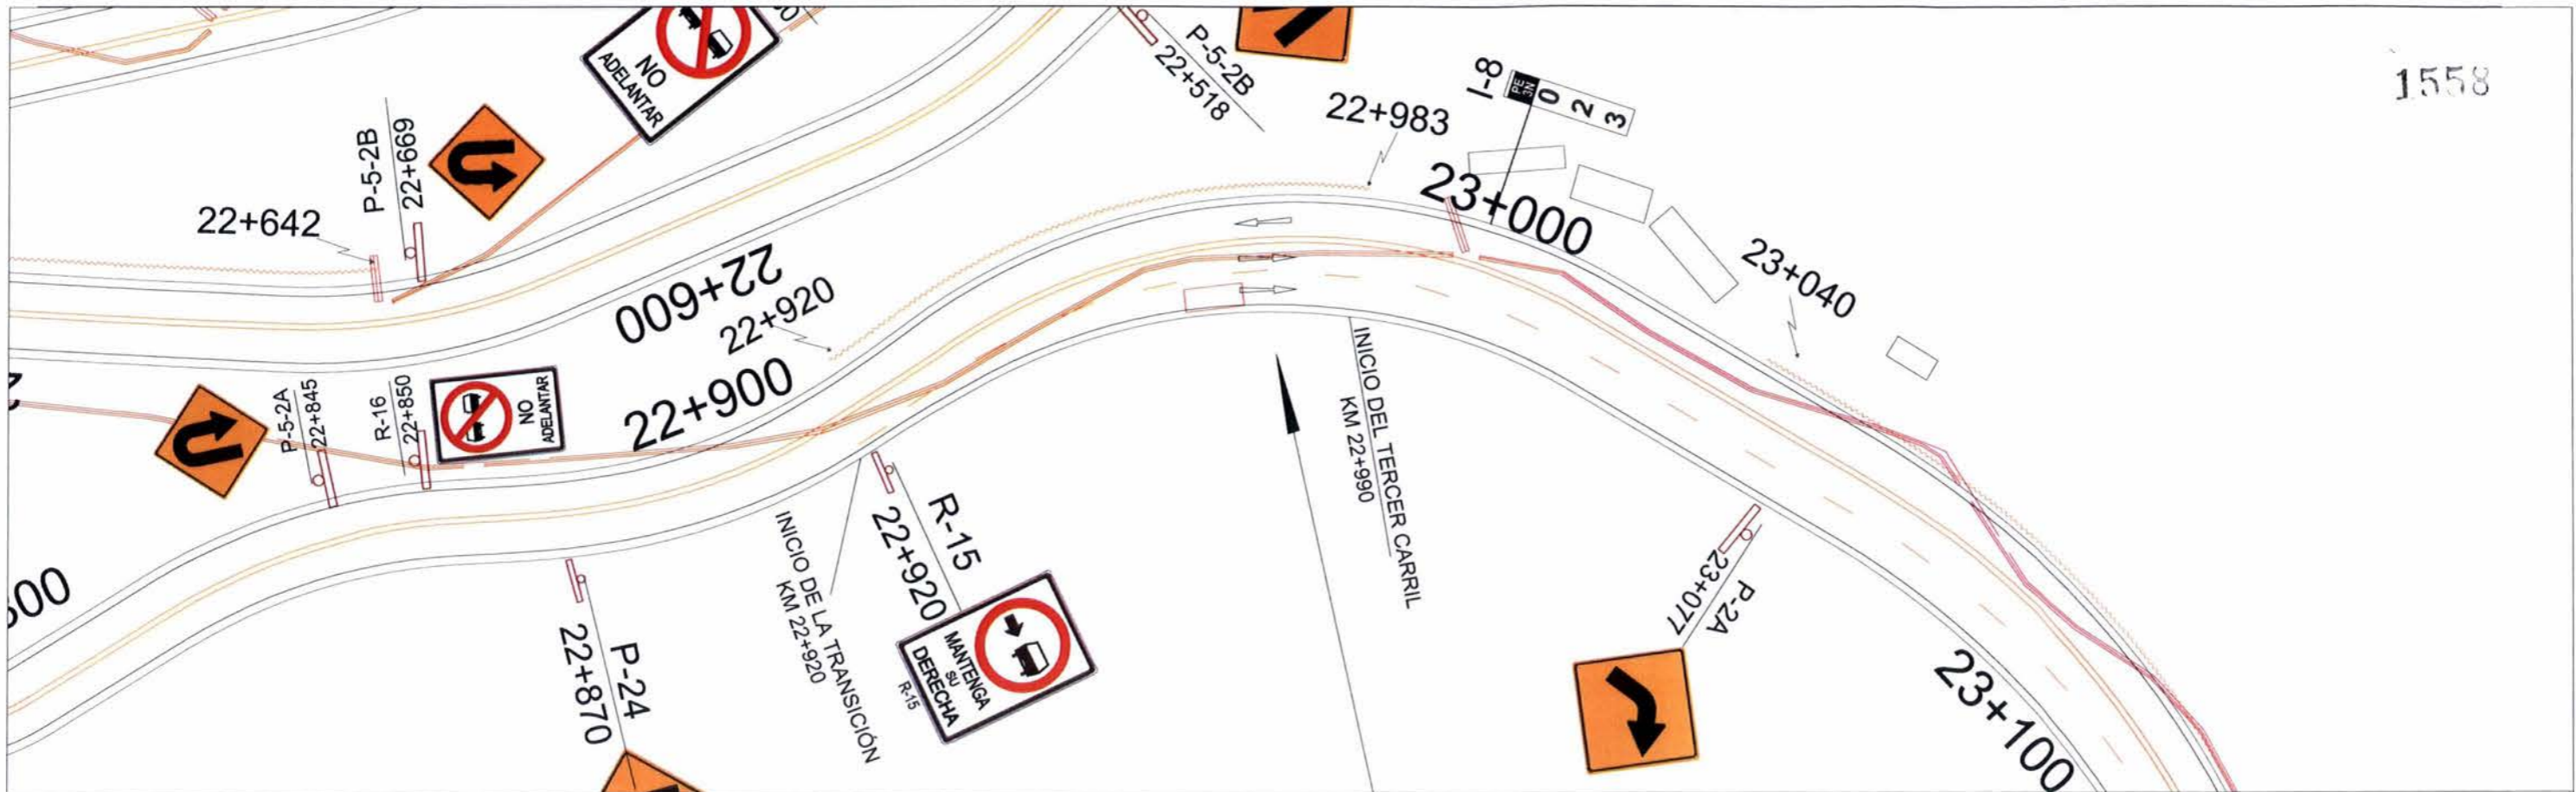 1558
NO
ADELANTAR
P-5-2B
22+518
I-8
PE
3N
0
2
3
22+983
P-5-2B
22+669
22+642
23+000
23+040
22+600
22+920
22+900
P-5-2A
22+845
R-16
22+850
NO
ADELANTAR
INICIO DEL TERCER CARRIL
KM 22+990
R-15
22+920
INICIO DE LA TRANSICIÓN
KM 22+920
MANTENGA
SU
DERECHA
R-15
P-24
22+870
P-2A
23+077
23+100